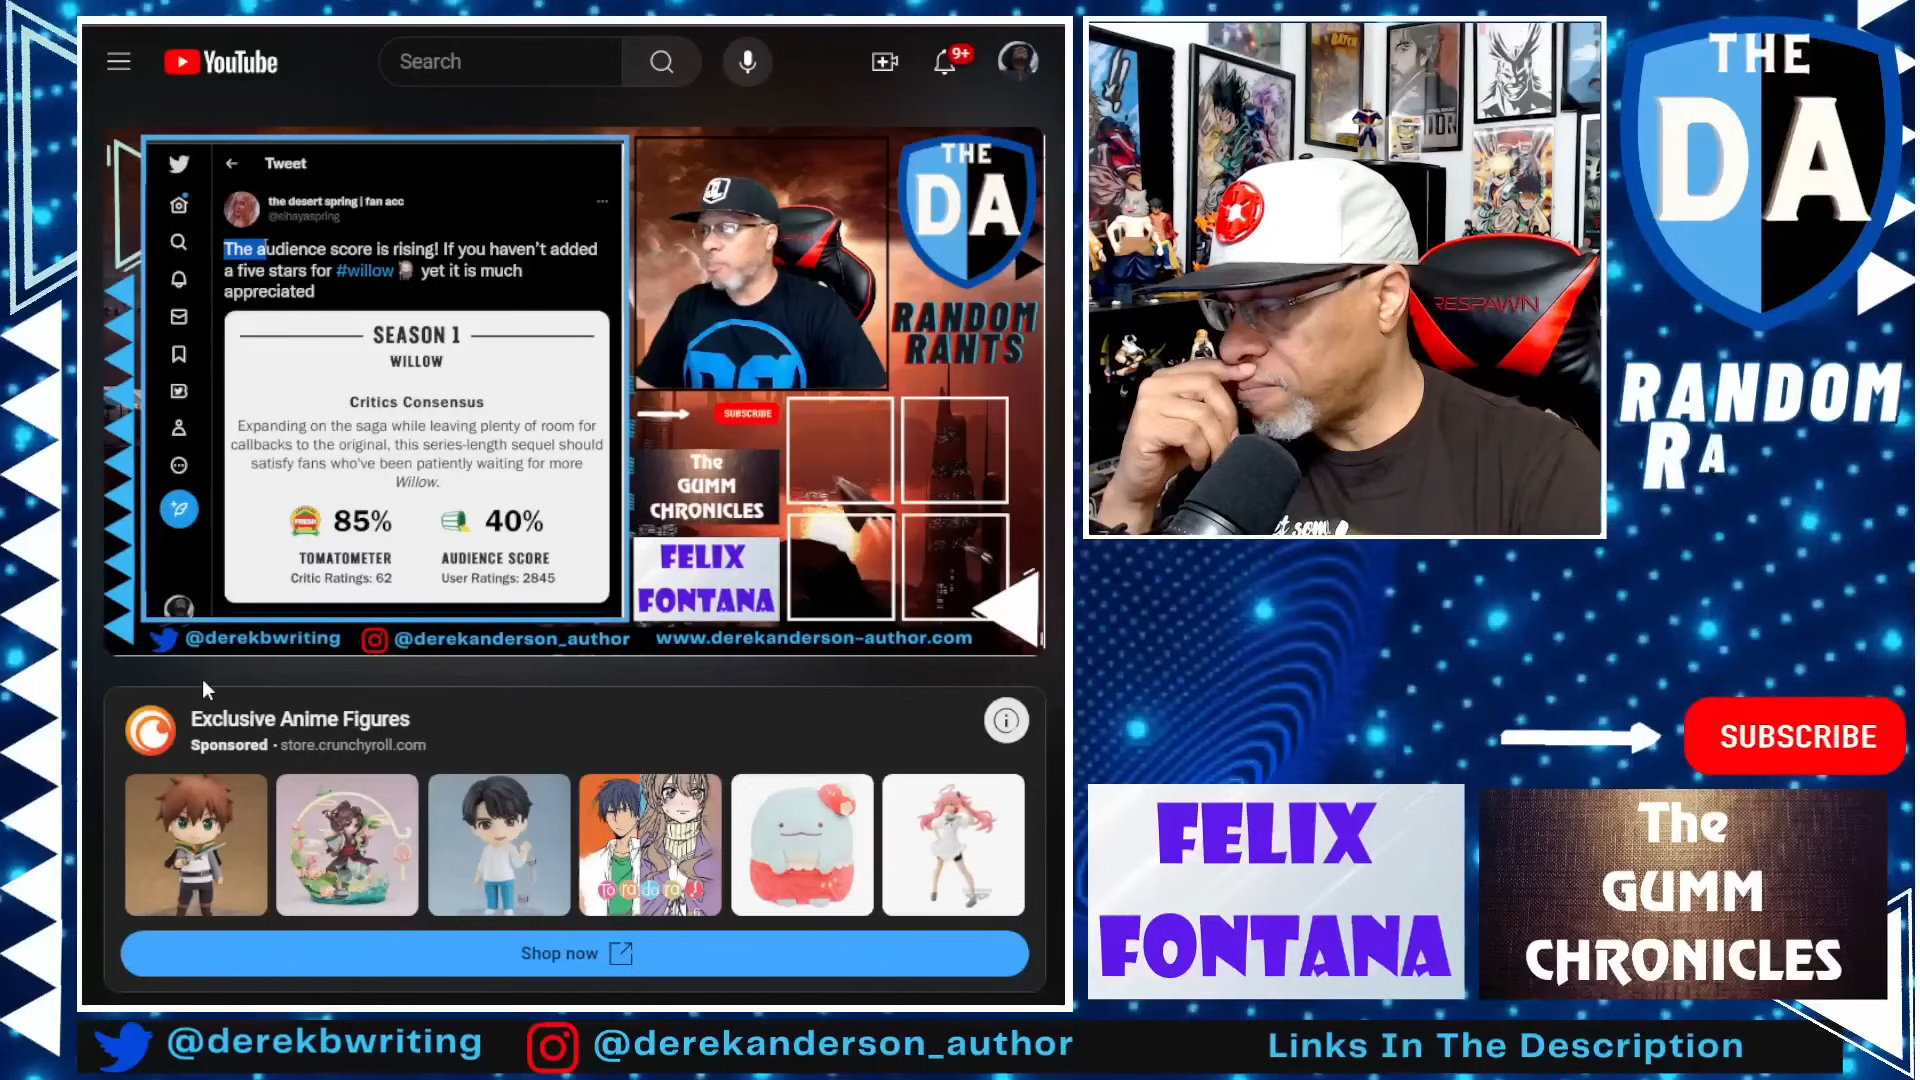 YouTube
Search
9+
Tweet
the desert spring | fan acc
@sihayaspring
The audience score is rising! If you haven't added
a five stars for #willow yet it is much
appreciated
SEASON 1
WILLOW
Critics Consensus
Expanding on the saga while leaving plenty of room for
callbacks to the original, this series-length sequel should
satisfy fans who've been patiently waiting for more
Willow.
FRESH
85%
40%
TOMATOMETER
AUDIENCE SCORE
Critic Ratings: 62
User Ratings: 2845
THE
DA
RANDOM
RANTS
SUBSCRIBE
The
GUMM
CHRONICLES
FELIX
FONTANA
@derekbwriting
@derekanderson_author
www.derekanderson-author.com
Exclusive Anime Figures
Sponsored · store.crunchyroll.com
To ra do ra !
Shop now
RESPAWN
THE
DA
RANDOM
RA
SUBSCRIBE
FELIX
FONTANA
The
GUMM
CHRONICLES
@derekbwriting
@derekanderson_author
Links In The Description